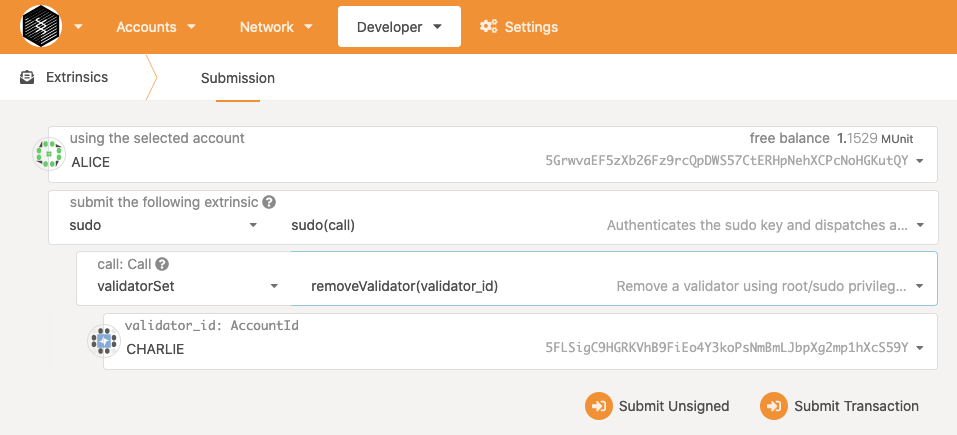 Accounts Network Developer Settings
Extrinsics Submission
using the selected account free balance 1.1529 MUnit
ALICE 5GrwvaEF5zXb26Fz9rcQpDWS57CtERHpNehXCPcNoHGKutQY
submit the following extrinsic
sudo sudo(call) Authenticates the sudo key and dispatches a...
call: Call
validatorSet removeValidator(validator_id) Remove a validator using root/sudo privileg...
validator_id: AccountId
CHARLIE 5FLSigC9HGRKVhB9FiEo4Y3koPsNmBmLJbpXg2mp1hXcS59Y
Submit Unsigned Submit Transaction